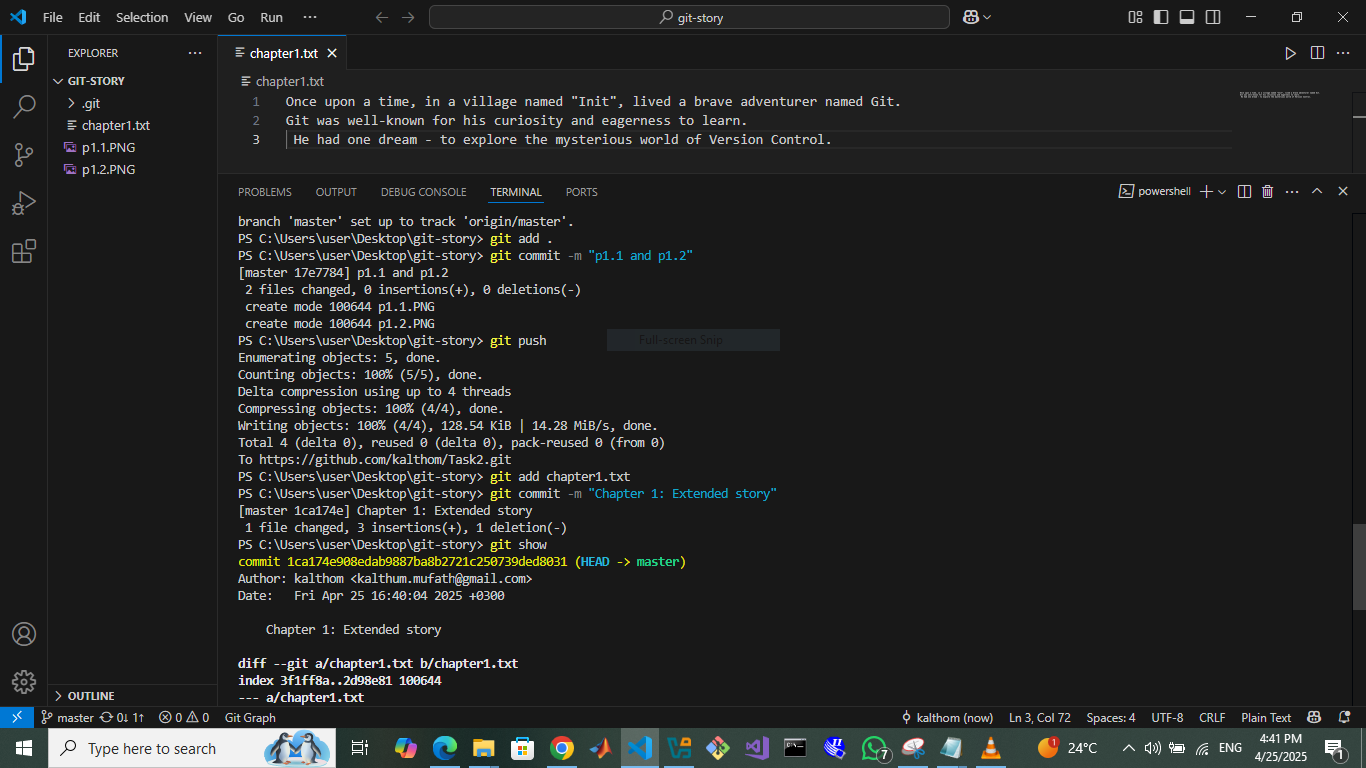 File Edit Selection View Go Run ···
git-story
EXPLORER ···
GIT-STORY
.git
chapter1.txt
p1.1.PNG
p1.2.PNG
OUTLINE
chapter1.txt
chapter1.txt
1 Once upon a time, in a village named "Init", lived a brave adventurer named Git.
2 Git was well-known for his curiosity and eagerness to learn.
3 He had one dream - to explore the mysterious world of Version Control.
PROBLEMS OUTPUT DEBUG CONSOLE TERMINAL PORTS
powershell
branch 'master' set up to track 'origin/master'.
PS C:\Users\user\Desktop\git-story> git add .
PS C:\Users\user\Desktop\git-story> git commit -m "p1.1 and p1.2"
[master 17e7784] p1.1 and p1.2
2 files changed, 0 insertions(+), 0 deletions(-)
create mode 100644 p1.1.PNG
create mode 100644 p1.2.PNG
PS C:\Users\user\Desktop\git-story> git push
Full-screen Snip
Enumerating objects: 5, done.
Counting objects: 100% (5/5), done.
Delta compression using up to 4 threads
Compressing objects: 100% (4/4), done.
Writing objects: 100% (4/4), 128.54 KiB | 14.28 MiB/s, done.
Total 4 (delta 0), reused 0 (delta 0), pack-reused 0 (from 0)
To https://github.com/kalthom/Task2.git
PS C:\Users\user\Desktop\git-story> git add chapter1.txt
PS C:\Users\user\Desktop\git-story> git commit -m "Chapter 1: Extended story"
[master 1ca174e] Chapter 1: Extended story
1 file changed, 3 insertions(+), 1 deletion(-)
PS C:\Users\user\Desktop\git-story> git show
commit 1ca174e908edab9887ba8b2721c250739ded8031 (HEAD -> master)
Author: kalthom <kalthum.mufath@gmail.com>
Date: Fri Apr 25 16:40:04 2025 +0300
Chapter 1: Extended story
diff --git a/chapter1.txt b/chapter1.txt
index 3f1ff8a..2d98e81 100644
--- a/chapter1.txt
master 0↓ 1↑ 0 0 Git Graph kalthom (now) Ln 3, Col 72 Spaces: 4 UTF-8 CRLF Plain Text
Type here to search
7
1
24°C
ENG
4:41 PM
4/25/2025
1